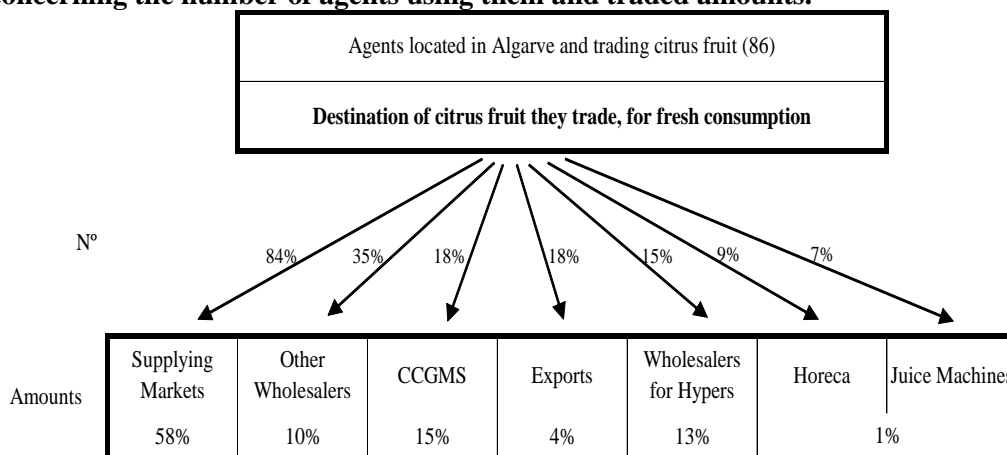 concerning the number of agents using them and traded amounts.
Agents located in Algarve and trading citrus fruit (86)
Destination of citrus fruit they trade, for fresh consumption
Nº
84% 35% 18% 18% 15% 9% 7%
Supplying Markets
Other Wholesalers
CCGMS
Exports
Wholesalers for Hypers
Horeca
Juice Machines
Amounts
58% 10% 15% 4% 13% 1%